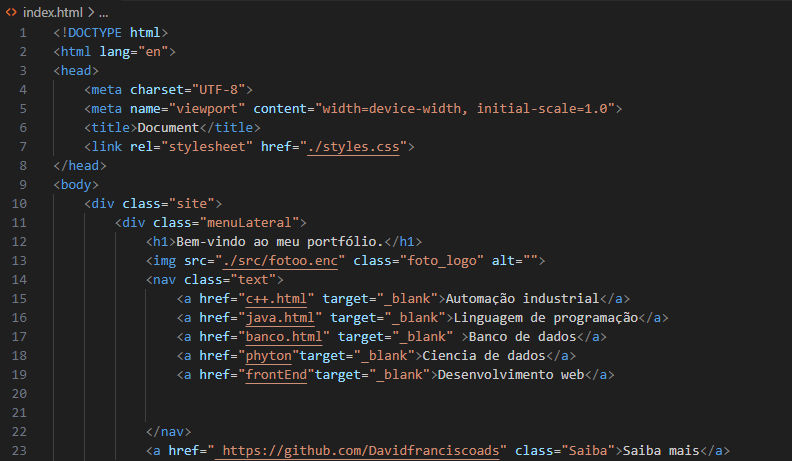 index.html > ...
1 <!DOCTYPE html>
2 <html lang="en">
3 <head>
4     <meta charset="UTF-8">
5     <meta name="viewport" content="width=device-width, initial-scale=1.0">
6     <title>Document</title>
7     <link rel="stylesheet" href="./styles.css">
8 </head>
9 <body>
10     <div class="site">
11         <div class="menuLateral">
12             <h1>Bem-vindo ao meu portfólio.</h1>
13             <img src="./src/fotoo.enc" class="foto_logo" alt="">
14             <nav class="text">
15                 <a href="c++.html" target="_blank">Automação industrial</a>
16                 <a href="java.html" target="_blank">Linguagem de programação</a>
17                 <a href="banco.html" target="_blank" >Banco de dados</a>
18                 <a href="phyton"target="_blank">Ciencia de dados</a>
19                 <a href="frontEnd"target="_blank">Desenvolvimento web</a>
20
21
22             </nav>
23             <a href=" https://github.com/Davidfranciscoads" class="Saiba">Saiba mais</a>